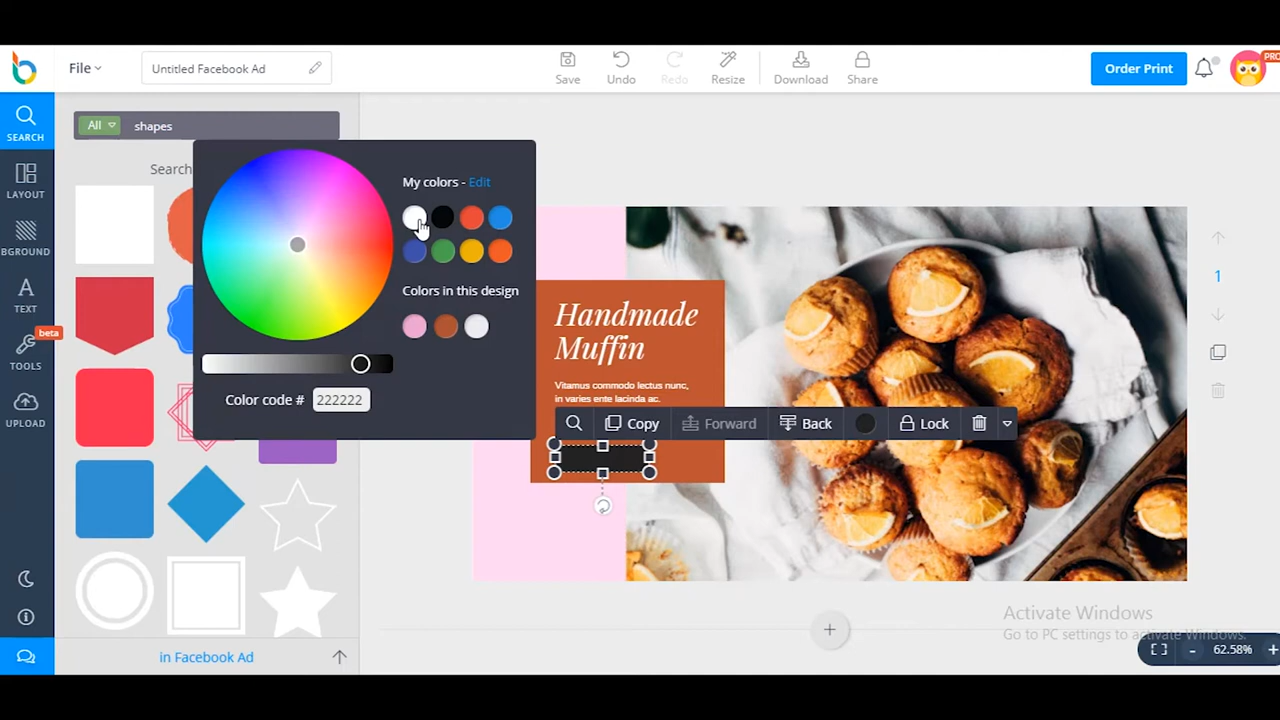 File
Untitled Facebook Ad
Save
Undo
Redo
Resize
Download
Share
Order Print
PRO
SEARCH
LAYOUT
BGROUND
TEXT
beta
TOOLS
UPLOAD
All
shapes
Search
My colors - Edit
Colors in this design
Color code #
222222
Handmade
Muffin
Vitamus commodo lectus nunc,
in varies ente lacinda ac.
Copy
Forward
Back
Lock
1
in Facebook Ad
Activate Windows
Go to PC settings to activate Windows.
62.58%